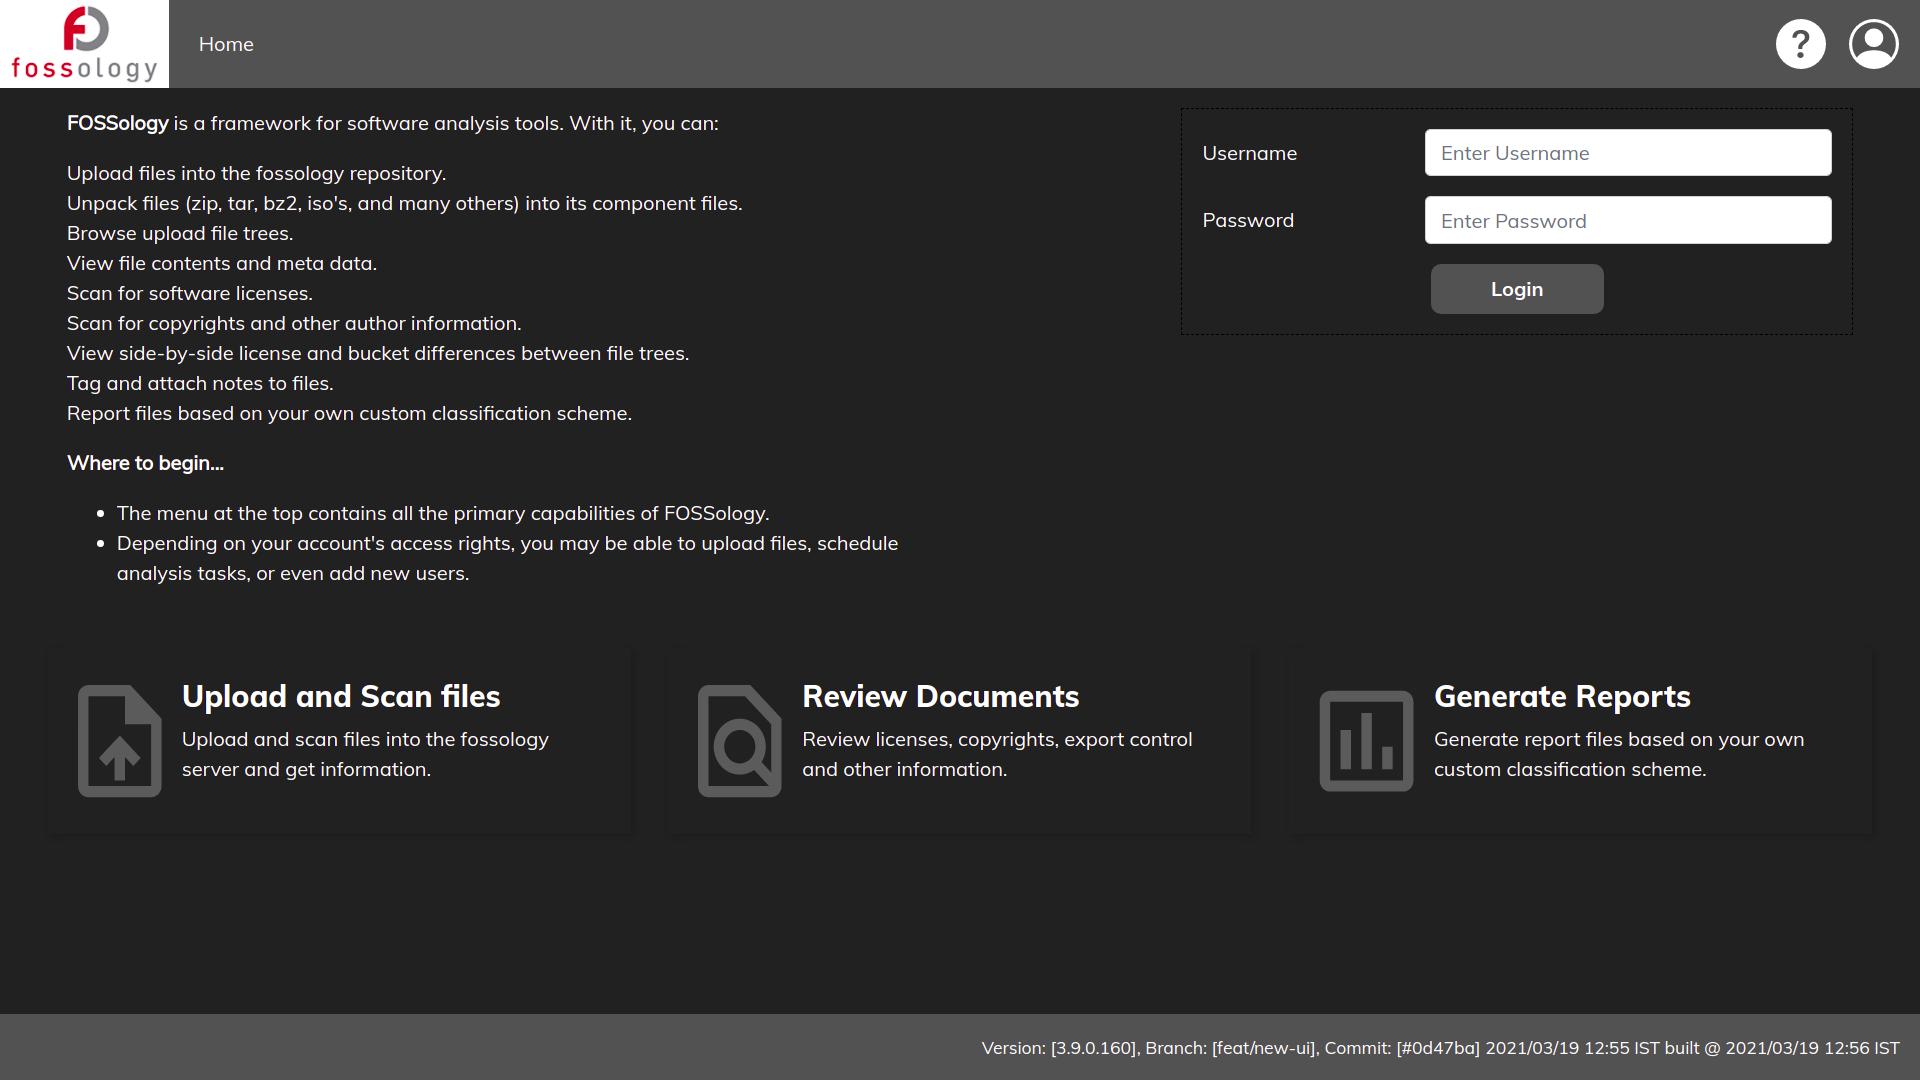 fossology
Home
?
FOSSology is a framework for software analysis tools. With it, you can:
Upload files into the fossology repository.
Unpack files (zip, tar, bz2, iso's, and many others) into its component files.
Browse upload file trees.
View file contents and meta data.
Scan for software licenses.
Scan for copyrights and other author information.
View side-by-side license and bucket differences between file trees.
Tag and attach notes to files.
Report files based on your own custom classification scheme.
Where to begin...
• The menu at the top contains all the primary capabilities of FOSSology.
• Depending on your account's access rights, you may be able to upload files, schedule
analysis tasks, or even add new users.
Username
Enter Username
Password
Enter Password
Login
Upload and Scan files
Upload and scan files into the fossology
server and get information.
Review Documents
Review licenses, copyrights, export control
and other information.
Generate Reports
Generate report files based on your own
custom classification scheme.
Version: [3.9.0.160], Branch: [feat/new-ui], Commit: [#0d47ba] 2021/03/19 12:55 IST built @ 2021/03/19 12:56 IST